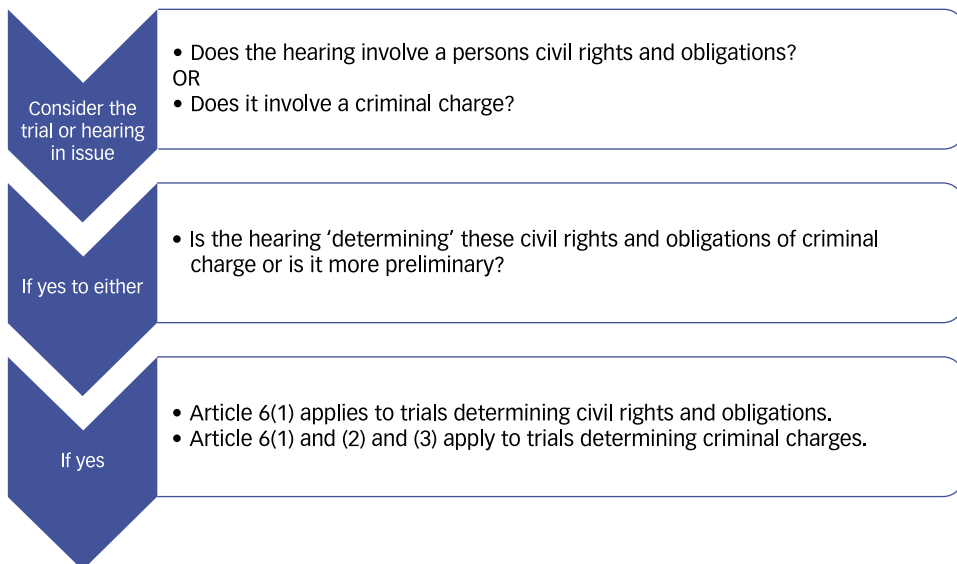 Consider the
trial or hearing
in issue
• Does the hearing involve a persons civil rights and obligations?
OR
• Does it involve a criminal charge?
If yes to either
• Is the hearing ‘determining’ these civil rights and obligations of criminal
charge or is it more preliminary?
If yes
• Article 6(1) applies to trials determining civil rights and obligations.
• Article 6(1) and (2) and (3) apply to trials determining criminal charges.